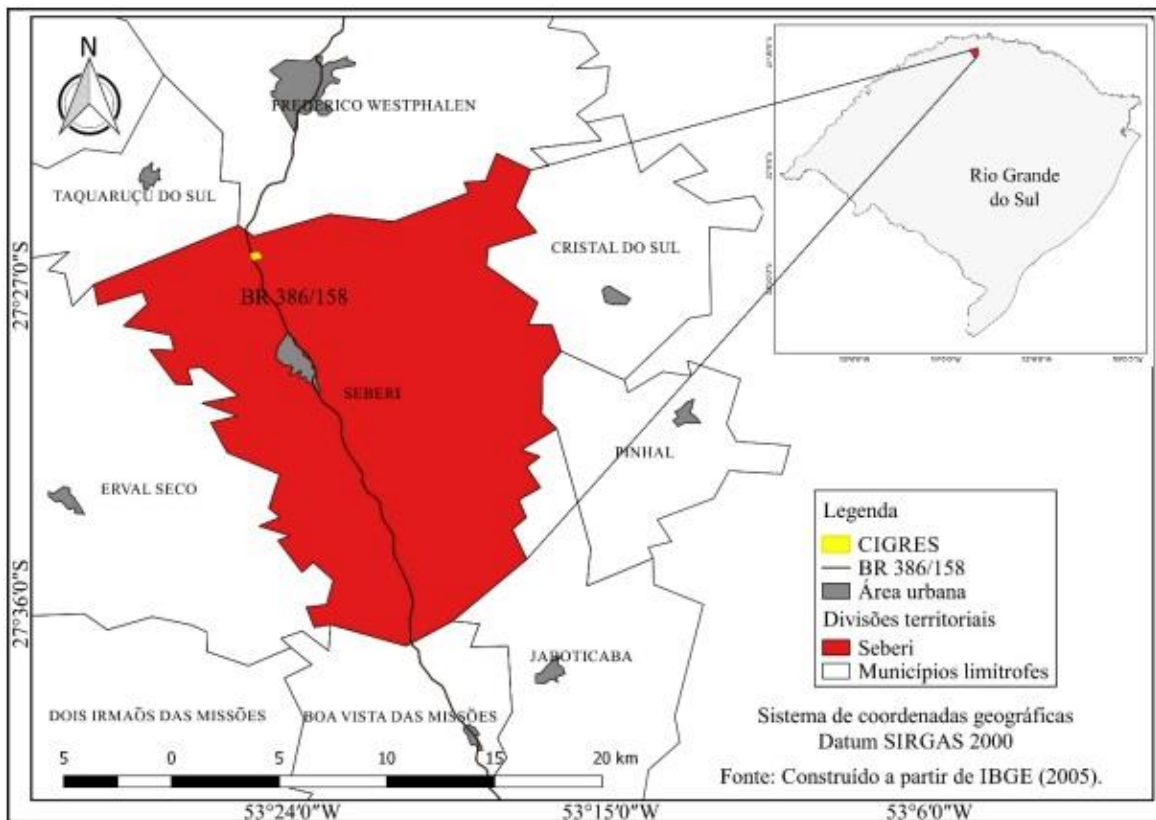 N
FREDERICO WESTPHALEN
TAQUARUÇU DO SUL
CRISTAL DO SUL
BR 386/158
SEBERI
PINHAL
ERVAL SECO
JABOTICABA
DOIS IRMAÕS DAS MISSÕES
BOA VISTA DAS MISSÕES
Rio Grande
do Sul
Legenda
CIGRES
BR 386/158
Área urbana
Divisões territoriais
Seberi
Municípios limítrofes
Sistema de coordenadas geográficas
Datum SIRGAS 2000
Fonte: Construído a partir de IBGE (2005).
5 0 5 10 15 20 km
27°27'0"S
27°36'0"S
53°24'0"W 53°15'0"W 53°6'0"W